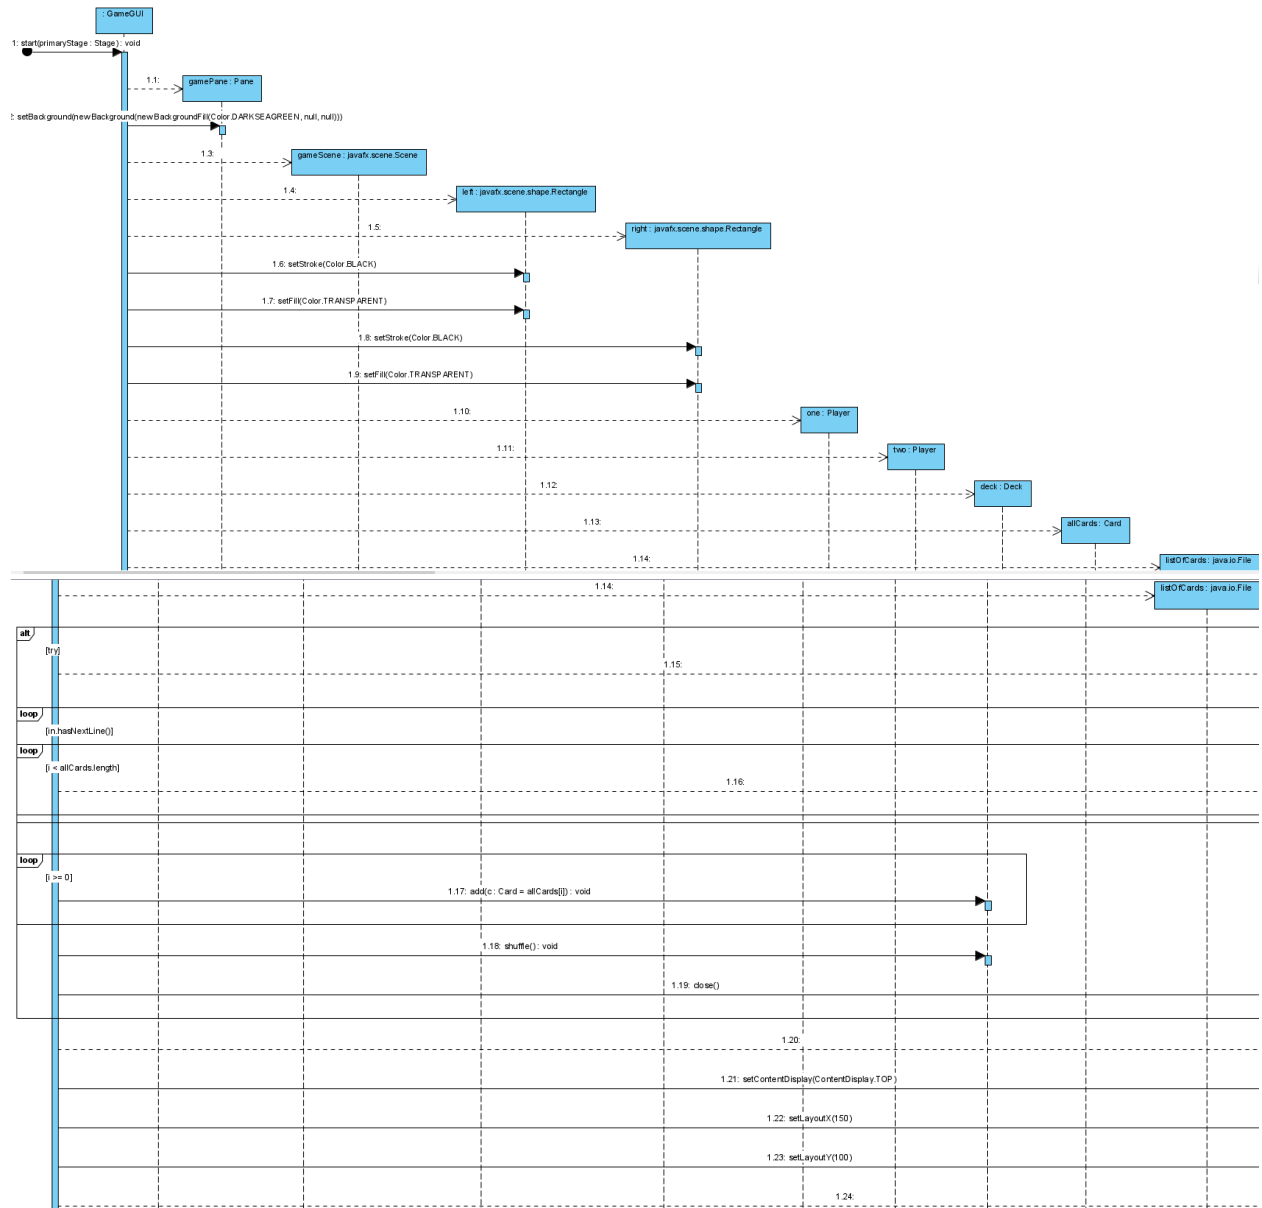 : GameGUI
1: start(primaryStage : Stage) : void
1.1:
gamePane : Pane
2: setBackground(new Background(new BackgroundFill(Color.DARKSEAGREEN, null, null)))
1.3:
gameScene : javafx.scene.Scene
1.4:
left : javafx.scene.shape.Rectangle
1.5:
right : javafx.scene.shape.Rectangle
1.6: setStroke(Color.BLACK)
1.7: setFill(Color.TRANSPARENT)
1.8: setStroke(Color.BLACK)
1.9: setFill(Color.TRANSPARENT)
1.10:
one : Player
1.11:
two : Player
1.12:
deck : Deck
1.13:
allCards : Card
1.14:
listOfCards : java.io.File
1.14:
listOfCards : java.io.File
alt
[try]
1.15:
loop
[in.hasNextLine()]
loop
[i < allCards.length]
1.16:
loop
[i >= 0]
1.17: add(c : Card = allCards[i]) : void
1.18: shuffle() : void
1.19: close()
1.20:
1.21: setContentDisplay(ContentDisplay.TOP)
1.22: setLayoutX(150)
1.23: setLayoutY(100)
1.24: